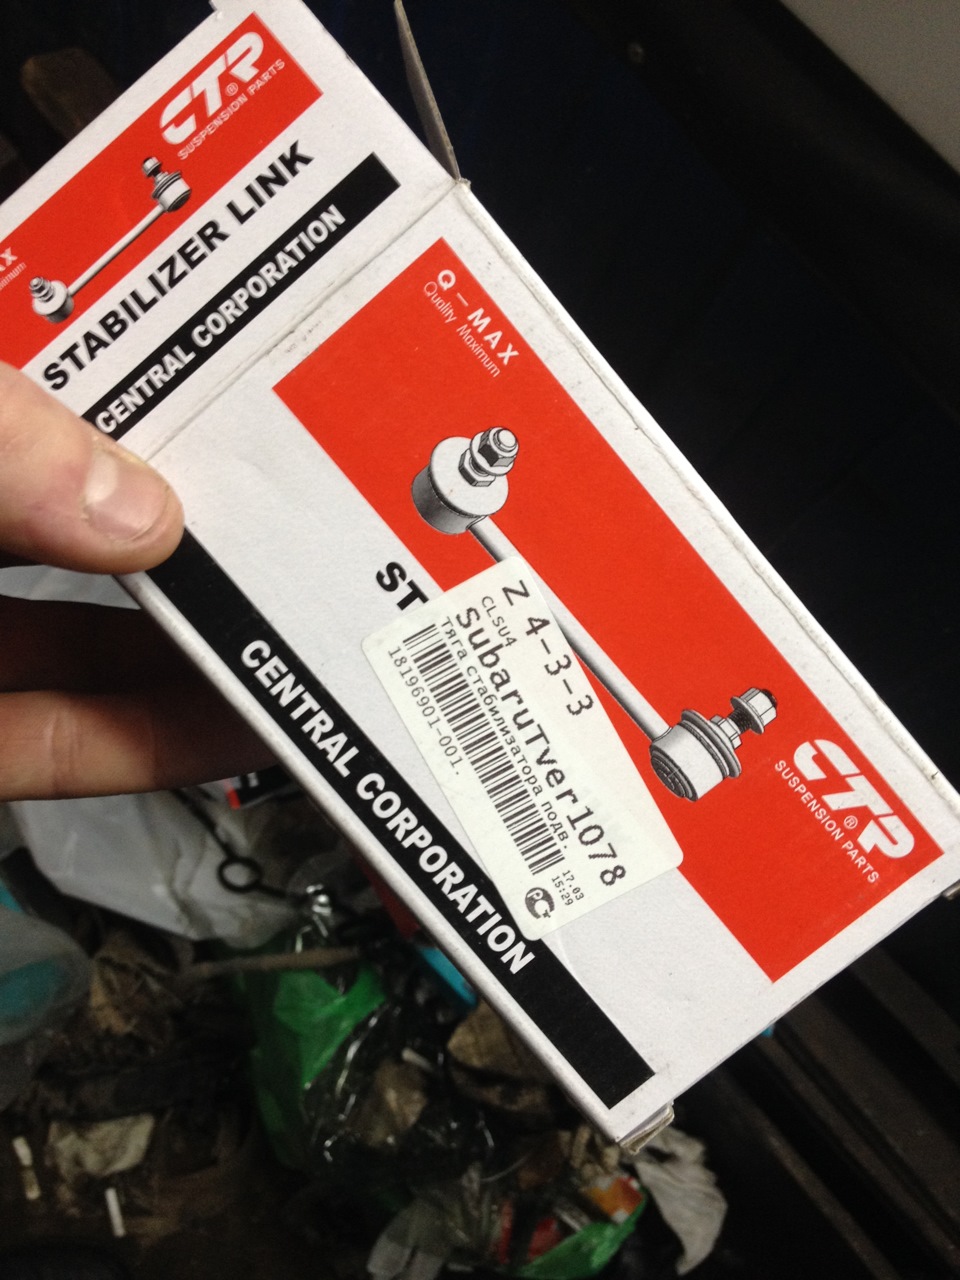 CTR®
SUSPENSION PARTS
STABILIZER LINK
CENTRAL CORPORATION
Q-MAX
Quality Maximum
ST
Z 4-3-3
CLSU4
SubaruTver1078
Тяга стабилизатора подв.
18196901-001.
17.03
15:29
CTR®
SUSPENSION PARTS
CENTRAL CORPORATION